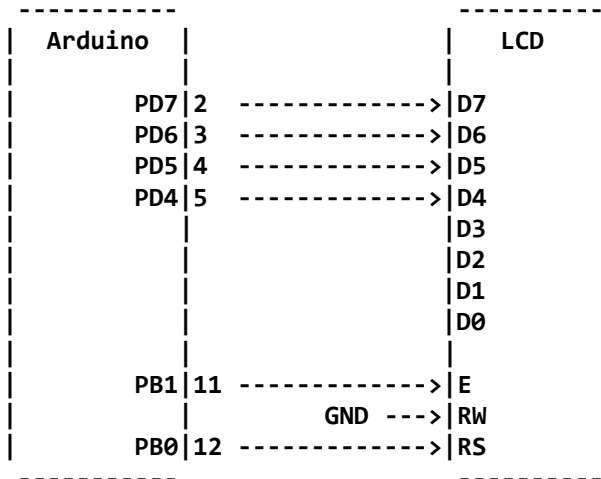 Arduino LCD
PD7 2 -------------> D7
PD6 3 -------------> D6
PD5 4 -------------> D5
PD4 5 -------------> D4
D3
D2
D1
D0
PB1 11 -------------> E
GND ---> RW
PB0 12 -------------> RS